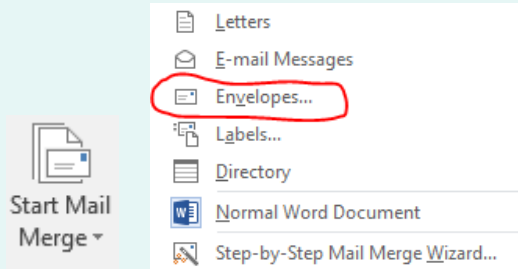 Letters
E-mail Messages
Envelopes...
Labels...
Directory
Normal Word Document
Step-by-Step Mail Merge Wizard...
Start Mail
Merge